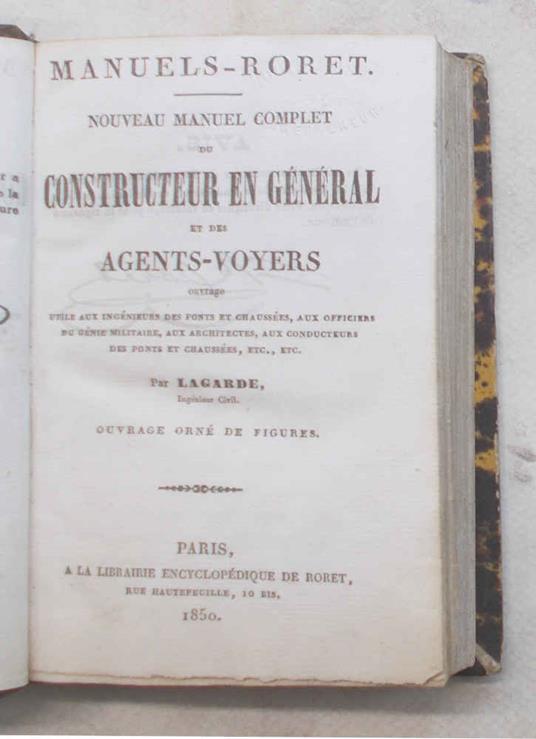 r a
la
ure
MANUELS-RORET.
NOUVEAU MANUEL COMPLET
DU
CONSTRUCTEUR EN GÉNÉRAL
ET DES
AGENTS-VOYERS
ouvrage
UTILE AUX INGÉNIEURS DES PONTS ET CHAUSSÉES, AUX OFFICIERS
DU GÉNIE MILITAIRE, AUX ARCHITECTES, AUX CONDUCTEURS
DES PONTS ET CHAUSSÉES, ETC., ETC.
Par LAGARDE,
Ingénieur Civil.
OUVRAGE ORNÉ DE FIGURES.
PARIS,
A LA LIBRAIRIE ENCYCLOPÉDIQUE DE RORET,
RUE HAUTEFEUILLE, 10 BIS.
1850.